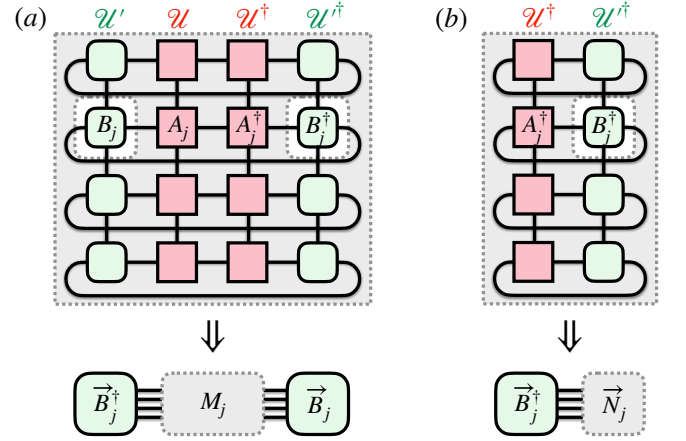 (a) 𝒰′ 𝒰 𝒰† 𝒰′† (b) 𝒰† 𝒰′†
B_j A_j A_j† B_j† A_j† B_j†
⇓ ⇓
B⃗_j† M_j B⃗_j B⃗_j† N⃗_j